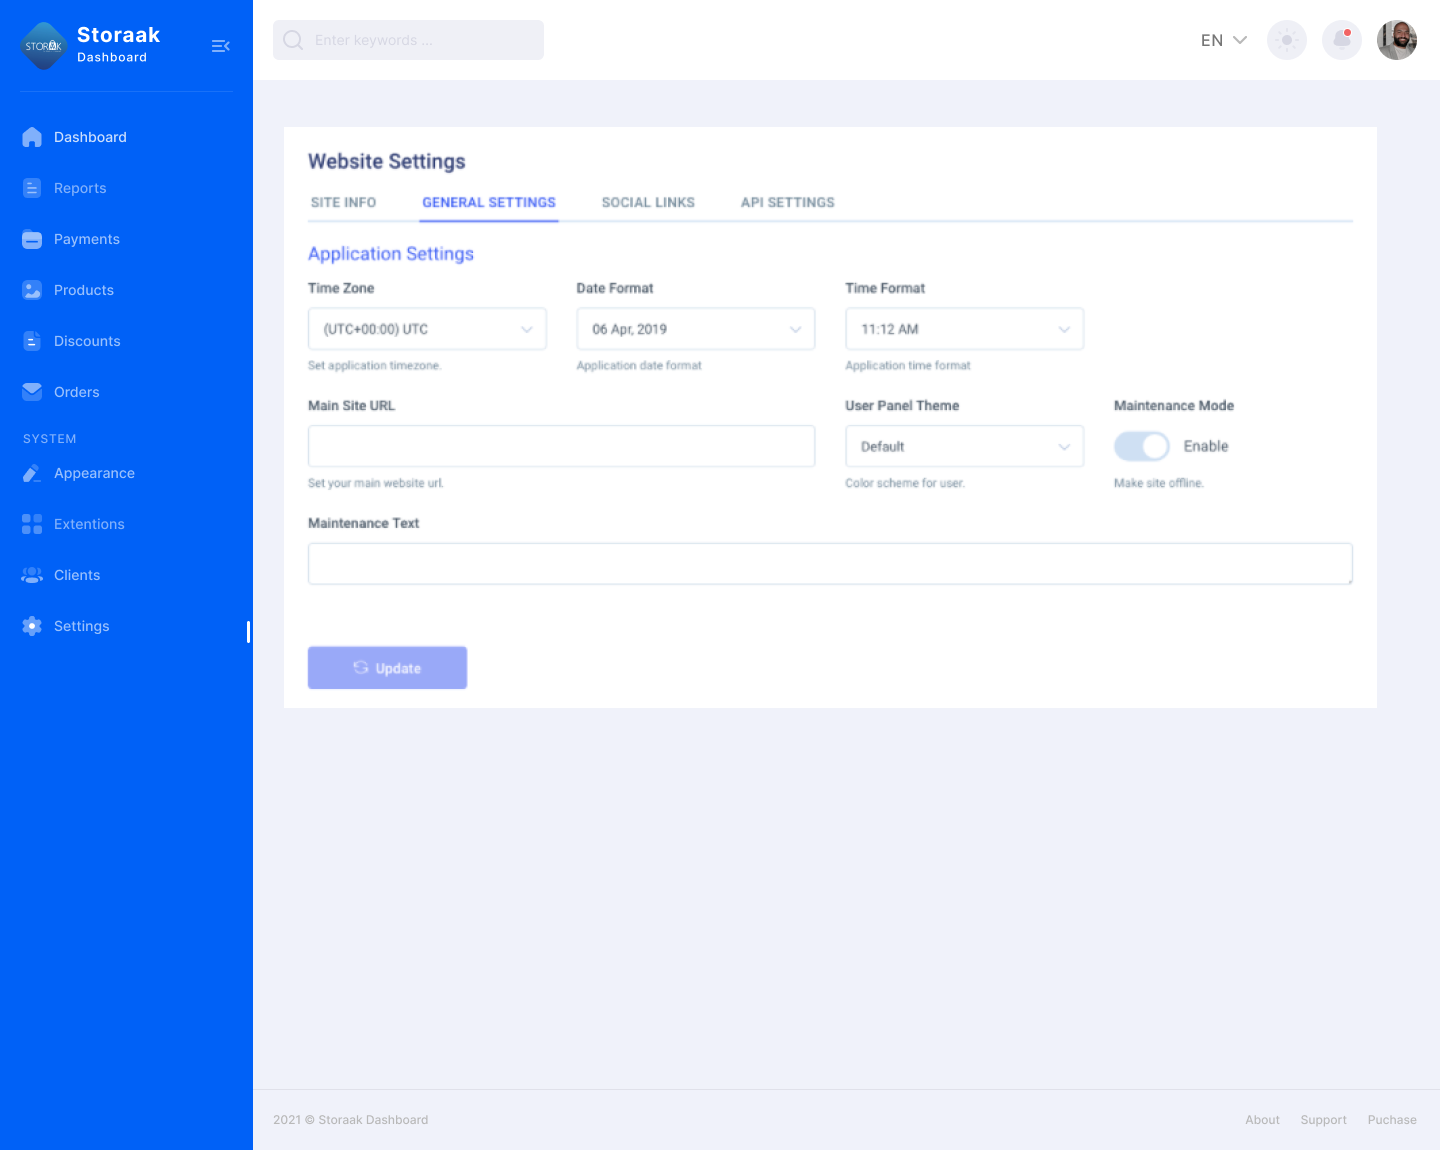 STORAK
Storaak
Dashboard
Enter keywords ...
EN
Dashboard
Reports
Payments
Products
Discounts
Orders
SYSTEM
Appearance
Extentions
Clients
Settings
Website Settings
SITE INFO GENERAL SETTINGS SOCIAL LINKS API SETTINGS
Application Settings
Time Zone Date Format Time Format
(UTC+00:00) UTC 06 Apr, 2019 11:12 AM
Set application timezone. Application date format Application time format
Main Site URL User Panel Theme Maintenance Mode
Default Enable
Set your main website url. Color scheme for user. Make site offline.
Maintenance Text
Update
2021 © Storaak Dashboard
About Support Puchase